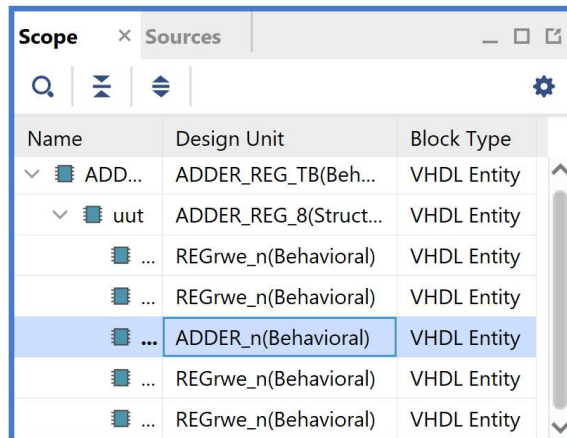 Scope × Sources
Name Design Unit Block Type
ADD... ADDER_REG_TB(Beh... VHDL Entity
uut ADDER_REG_8(Struct... VHDL Entity
... REGrwe_n(Behavioral) VHDL Entity
... REGrwe_n(Behavioral) VHDL Entity
... ADDER_n(Behavioral) VHDL Entity
... REGrwe_n(Behavioral) VHDL Entity
... REGrwe_n(Behavioral) VHDL Entity